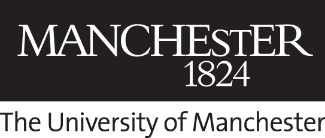 MANCHEsTER
1824
The University of Manchester